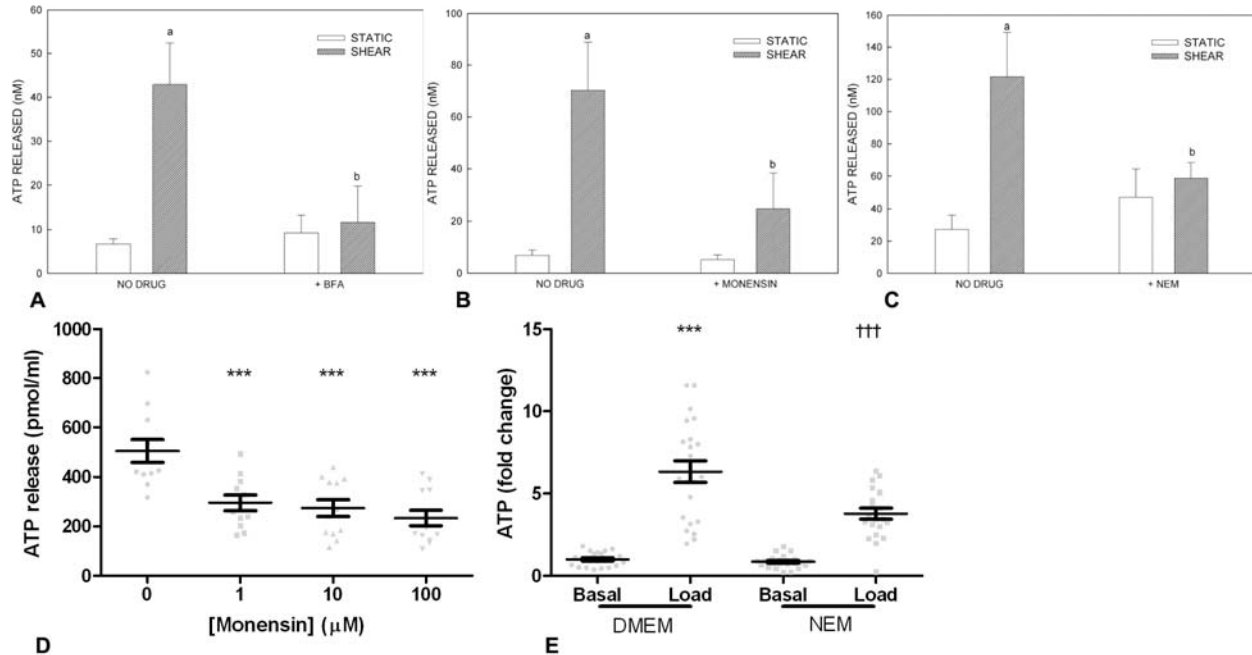 60
50
40
30
20
10
0
ATP RELEASED (nM)
STATIC
SHEAR
a
b
NO DRUG
+ BFA
A
100
80
60
40
20
0
ATP RELEASED (nM)
STATIC
SHEAR
a
b
NO DRUG
+ MONENSIN
B
160
140
120
100
80
60
40
20
0
ATP RELEASED (nM)
STATIC
SHEAR
a
b
NO DRUG
+ NEM
C
1000
800
600
400
200
0
ATP release (pmol/ml)
*** *** ***
0 1 10 100
[Monensin] (μM)
D
15
10
5
0
ATP (fold change)
*** †††
Basal Load Basal Load
DMEM NEM
E